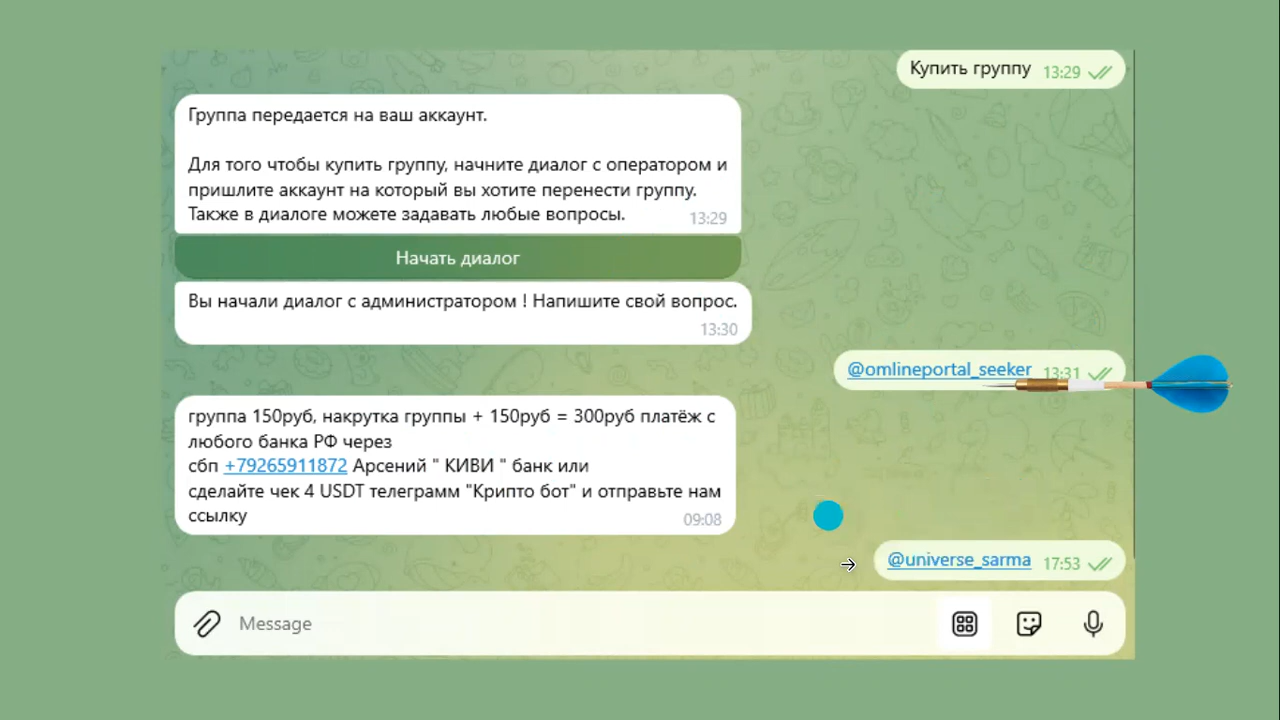 Купить группу 13:29
Группа передается на ваш аккаунт.
Для того чтобы купить группу, начните диалог с оператором и
пришлите аккаунт на который вы хотите перенести группу.
Также в диалоге можете задавать любые вопросы. 13:29
Начать диалог
Вы начали диалог с администратором ! Напишите свой вопрос.
13:30
@omlineportal_seeker 13:31
группа 150руб, накрутка группы + 150руб = 300руб платёж с
любого банка РФ через
сбп +79265911872 Арсений " КИВИ " банк или
сделайте чек 4 USDT телеграмм "Крипто бот" и отправьте нам
ссылку 09:08
@universe_sarma 17:53
Message